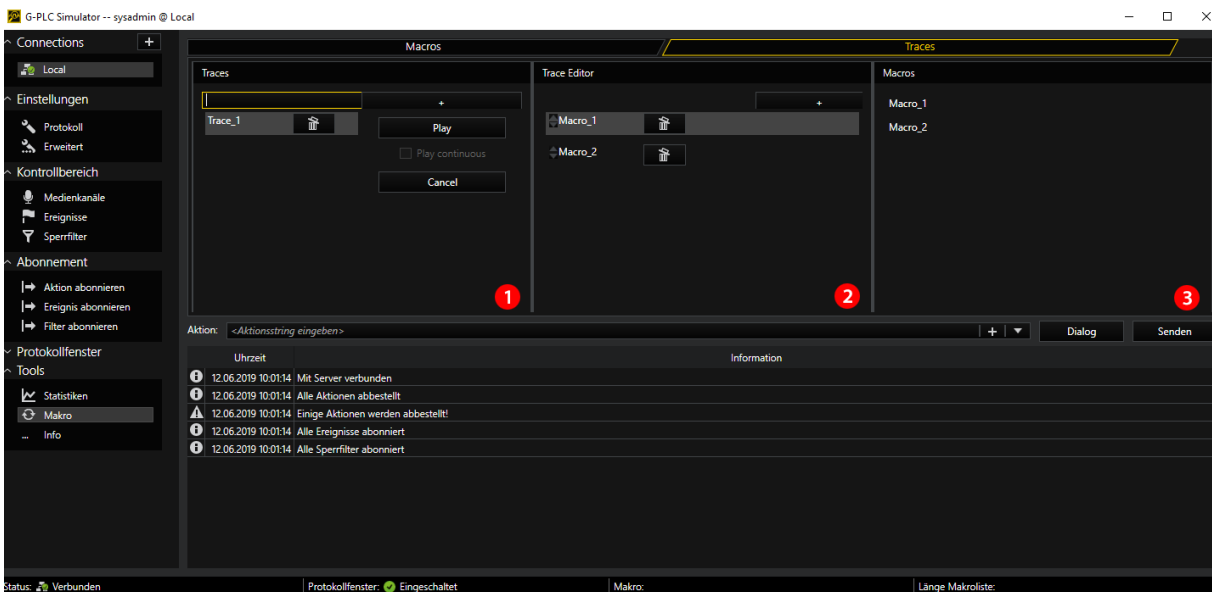 G-PLC Simulator -- sysadmin @ Local
Connections
+
Local
Einstellungen
Protokoll
Erweitert
Kontrollbereich
Medienkanäle
Ereignisse
Sperrfilter
Abonnement
Aktion abonnieren
Ereignis abonnieren
Filter abonnieren
Protokollfenster
Tools
Statistiken
Makro
... Info
Macros
Traces
Traces
+
Trace_1
Play
Play continuous
Cancel
1
Trace Editor
+
Macro_1
Macro_2
2
Macros
Macro_1
Macro_2
3
Aktion: <Aktionsstring eingeben> + Dialog Senden
Uhrzeit Information
12.06.2019 10:01:14 Mit Server verbunden
12.06.2019 10:01:14 Alle Aktionen abbestellt
12.06.2019 10:01:14 Einige Aktionen werden abbestellt!
12.06.2019 10:01:14 Alle Ereignisse abonniert
12.06.2019 10:01:14 Alle Sperrfilter abonniert
Status: Verbunden Protokollfenster: Eingeschaltet Makro: Länge Makroliste: